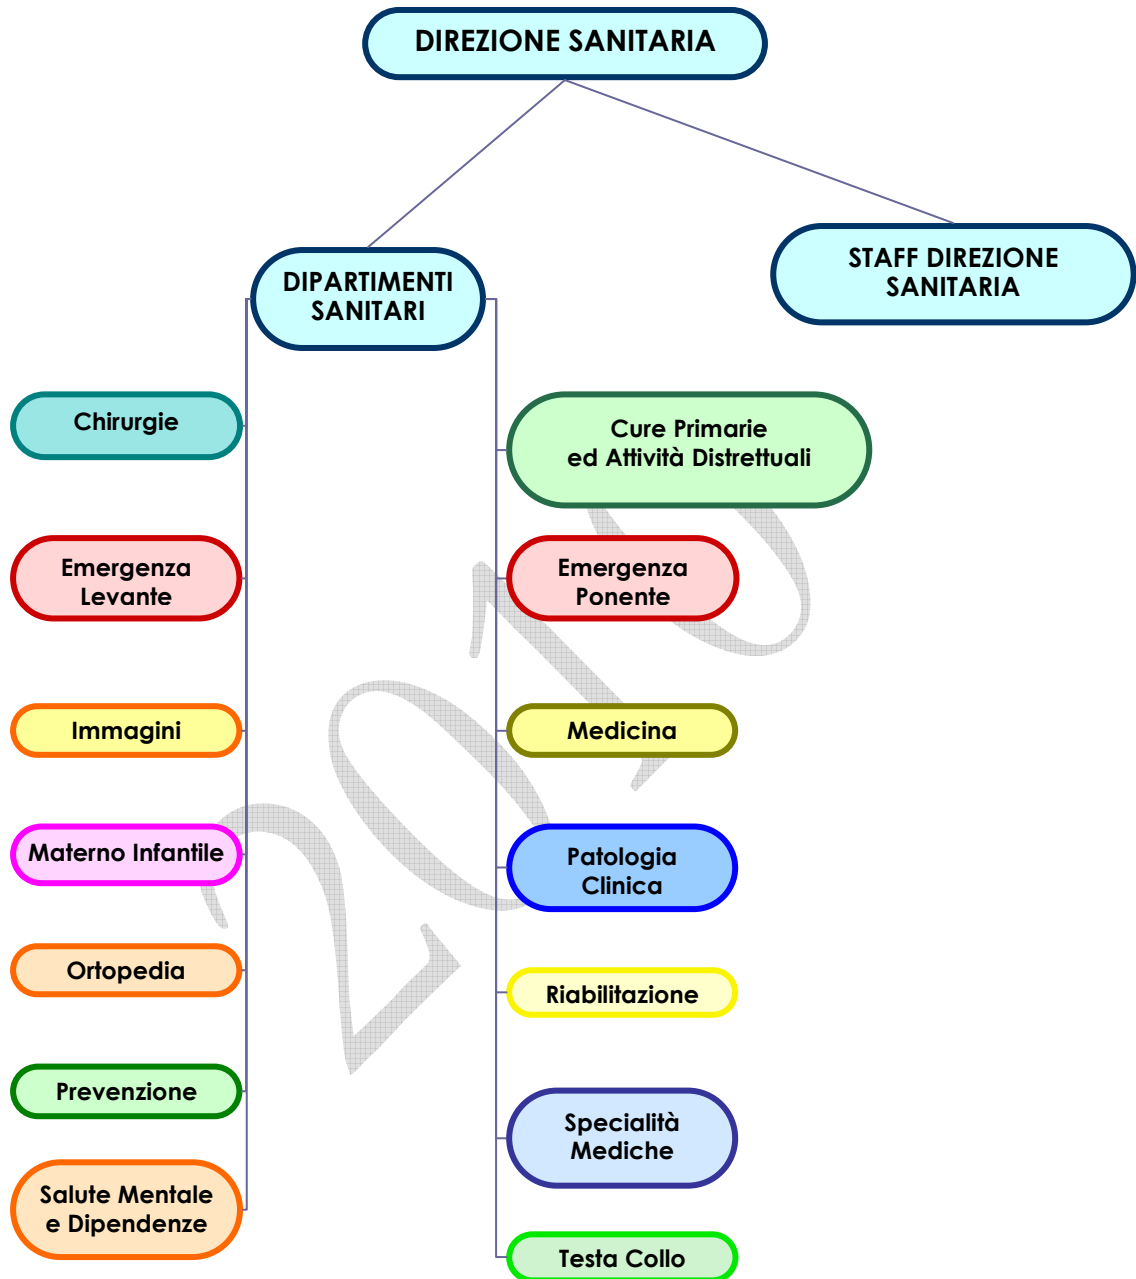 DIREZIONE SANITARIA
STAFF DIREZIONE
SANITARIA
DIPARTIMENTI
SANITARI
Chirurgie
Emergenza
Levante
Immagini
Materno Infantile
Ortopedia
Prevenzione
Salute Mentale
e Dipendenze
Cure Primarie
ed Attività Distrettuali
Emergenza
Ponente
Medicina
Patologia
Clinica
Riabilitazione
Specialità
Mediche
Testa Collo